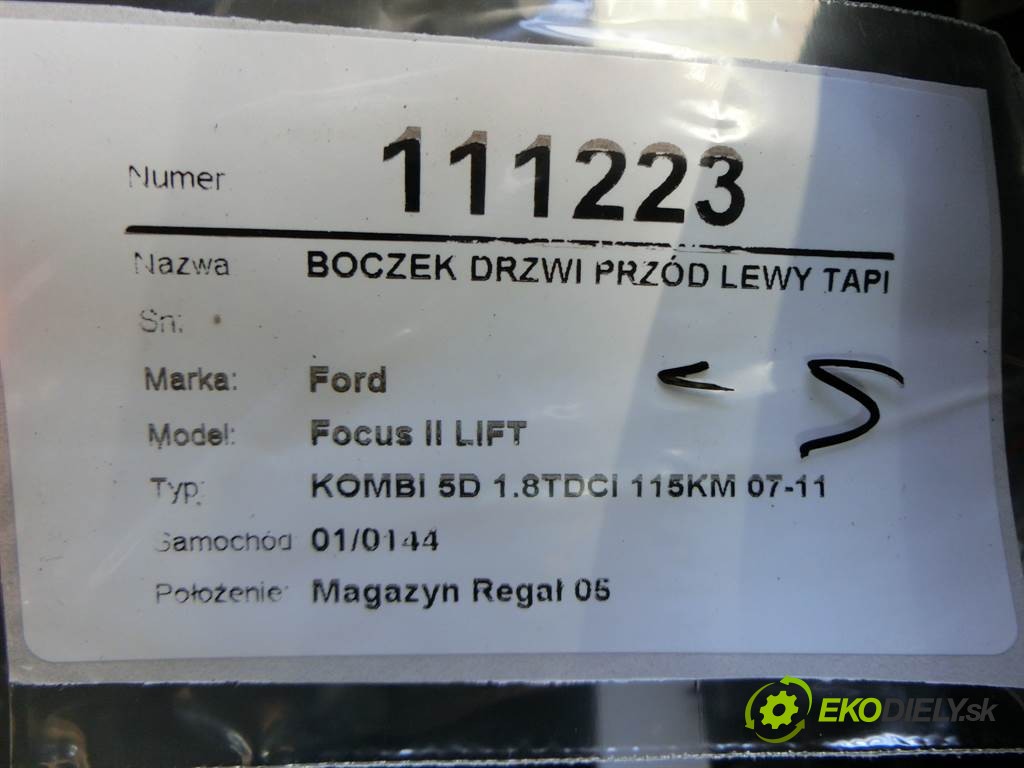 Numer 111223
Nazwa BOCZEK DRZWI PRZÓD LEWY TAPI
Sn:
Marka: Ford
Model: Focus II LIFT
Typ: KOMBI 5D 1.8TDCI 115KM 07-11
Samochód 01/0144
Położenie: Magazyn Regał 05
EKODIELY.sk